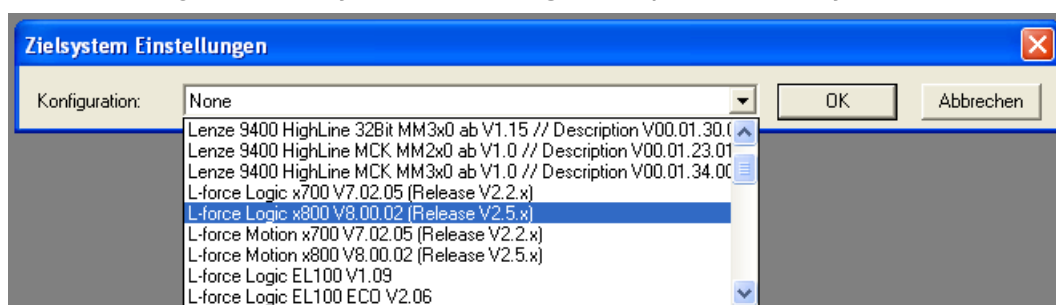 Zielsystem Einstellungen
Konfiguration: None OK Abbrechen
Lenze 9400 HighLine 32Bit MM3x0 ab V1.15 // Description V00.01.30.0
Lenze 9400 HighLine MCK MM2x0 ab V1.0 // Description V00.01.23.01
Lenze 9400 HighLine MCK MM3x0 ab V1.0 // Description V00.01.34.00
L-force Logic x700 V7.02.05 (Release V2.2.x)
L-force Logic x800 V8.00.02 (Release V2.5.x)
L-force Motion x700 V7.02.05 (Release V2.2.x)
L-force Motion x800 V8.00.02 (Release V2.5.x)
L-force Logic EL100 V1.09
L-force Logic EL100 ECO V2.06